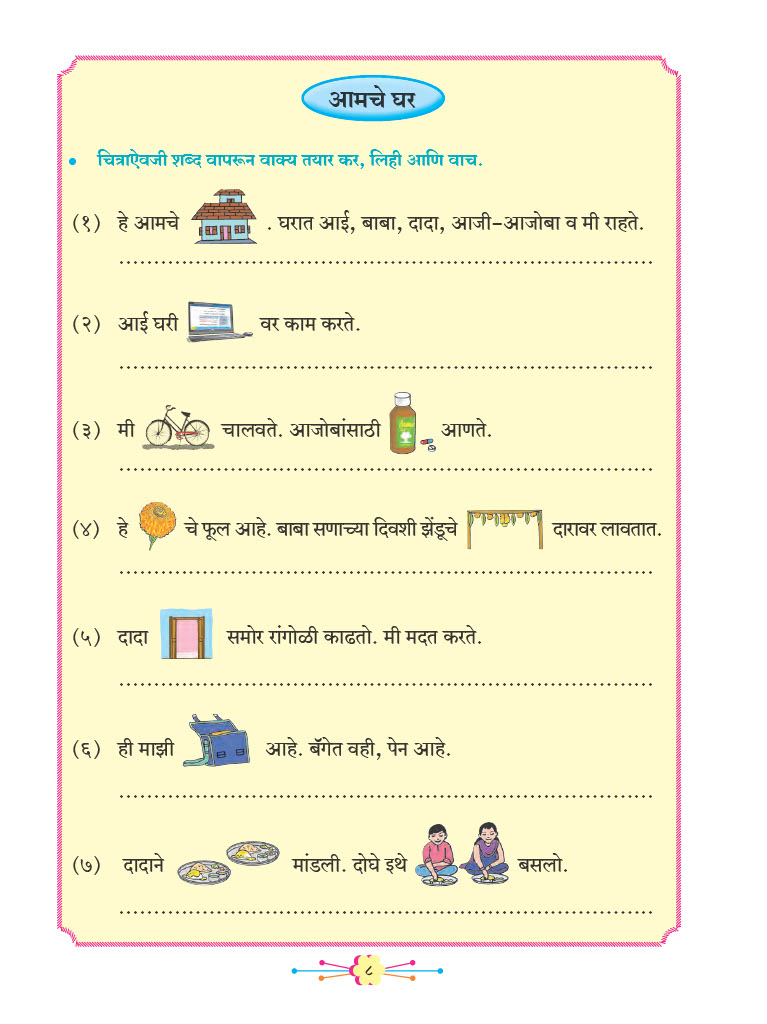 आमचे घर
• चित्राऐवजी शब्द वापरून वाक्य तयार कर, लिही आणि वाच.
(१) हे आमचे . घरात आई, बाबा, दादा, आजी-आजोबा व मी राहते.
(२) आई घरी वर काम करते.
(३) मी चालवते. आजोबांसाठी आणते.
(४) हे चे फूल आहे. बाबा सणाच्या दिवशी झेंडूचे दारावर लावतात.
(५) दादा समोर रांगोळी काढतो. मी मदत करते.
(६) ही माझी आहे. बॅगेत वही, पेन आहे.
(७) दादाने मांडली. दोघे इथे बसलो.
८